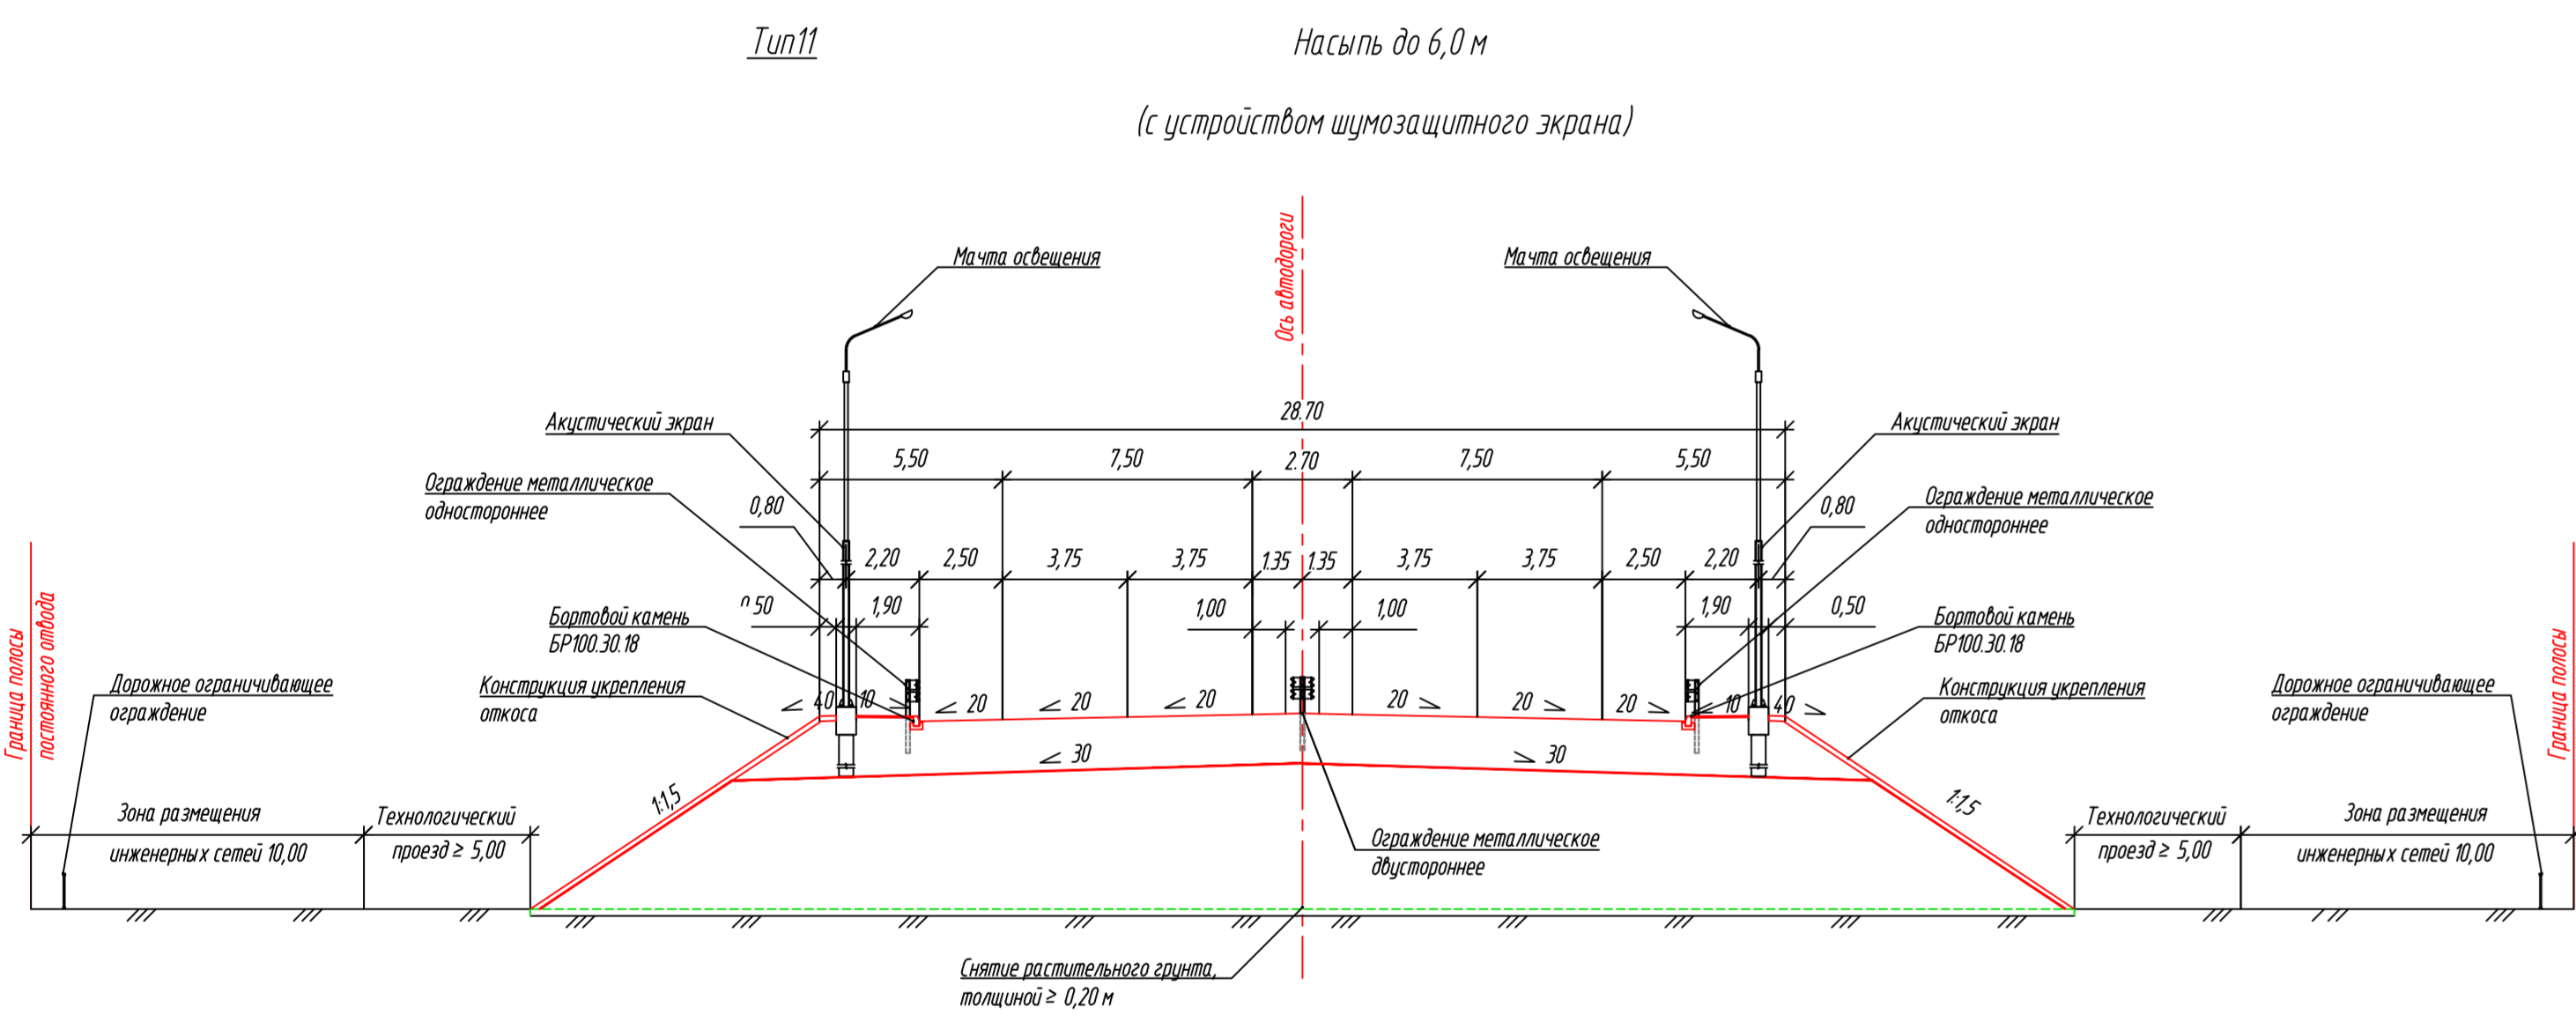 Тип11
Насыпь до 6,0 м
(с устройством шумозащитного экрана)
Ось автодороги
Мачта освещения
Мачта освещения
28.70
Акустический экран
Акустический экран
5,50
7,50
2.70
7,50
5,50
Ограждение металлическое
одностороннее
Ограждение металлическое
одностороннее
0,80
0,80
2,20
2,50
3,75
3,75
1.35
1.35
3,75
3,75
2,50
2,20
50
1,90
1,00
1,00
1,90
0,50
Бортовой камень
БР100.30.18
Бортовой камень
БР100.30.18
Граница полосы
постоянного отвода
Граница полосы
Дорожное ограничивающее
ограждение
Конструкция укрепления
откоса
40
10
20
20
20
20
20
20
10
40
Конструкция укрепления
откоса
Дорожное ограничивающее
ограждение
30
30
1:1,5
1:1,5
Зона размещения
инженерных сетей 10,00
Технологический
проезд ≥ 5,00
Ограждение металлическое
двустороннее
Технологический
проезд ≥ 5,00
Зона размещения
инженерных сетей 10,00
Снятие растительного грунта,
толщиной ≥ 0,20 м